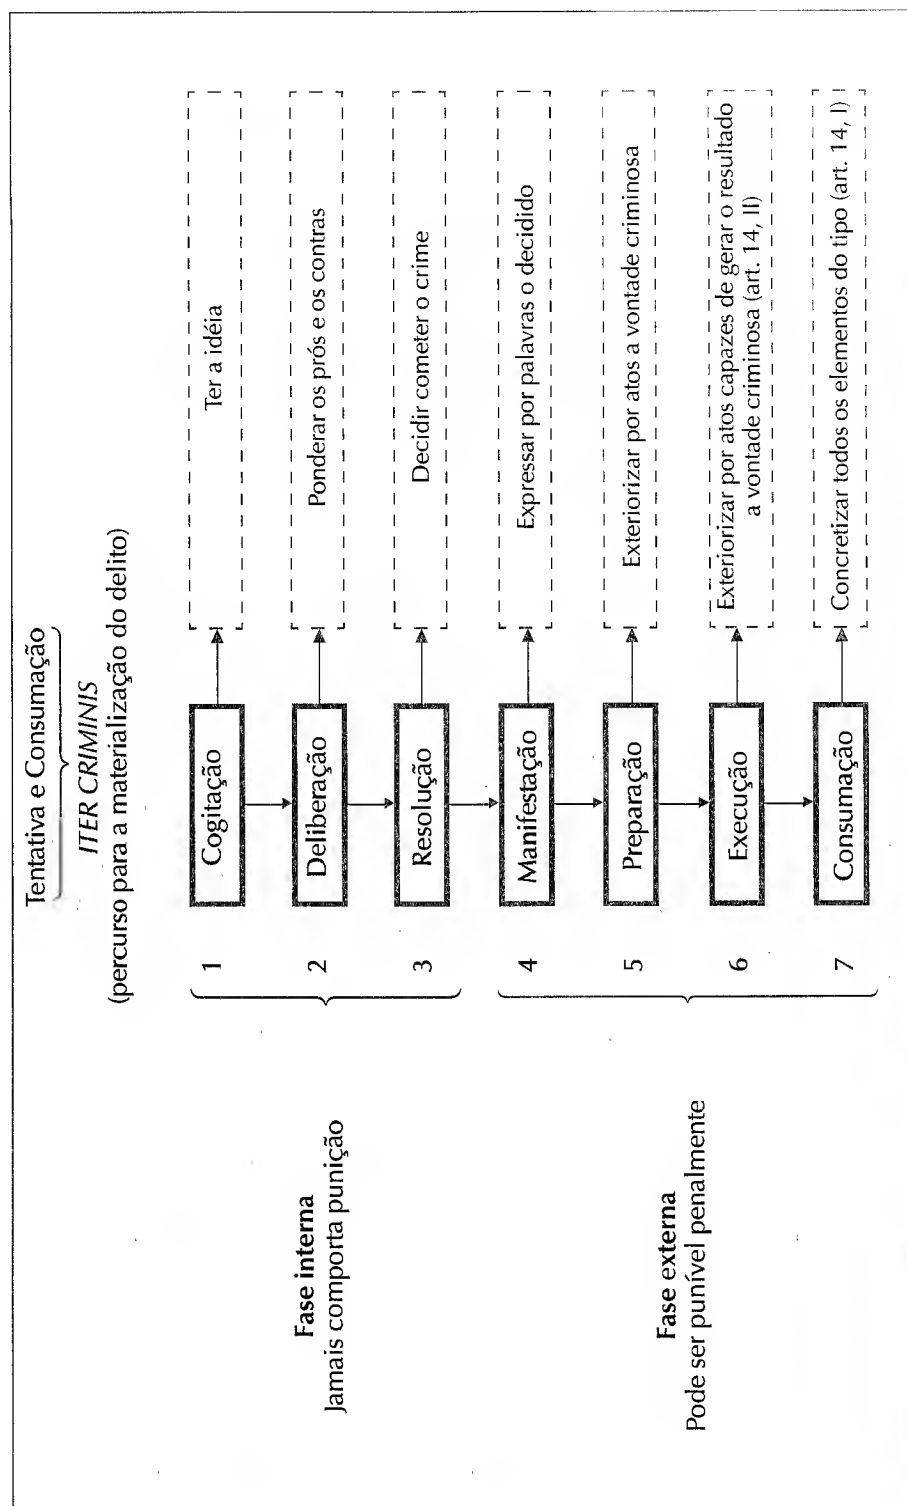 Tentativa e Consumação
ITER CRIMINIS
(percurso para a materialização do delito)
Fase interna
Jamais comporta punição
1
Cogitação
Ter a idéia
2
Deliberação
Ponderar os prós e os contras
3
Resolução
Decidir cometer o crime
Fase externa
Pode ser punível penalmente
4
Manifestação
Expressar por palavras o decidido
5
Preparação
Exteriorizar por atos a vontade criminosa
6
Execução
Exteriorizar por atos capazes de gerar o resultado
a vontade criminosa (art. 14, II)
7
Consumação
Concretizar todos os elementos do tipo (art. 14, I)